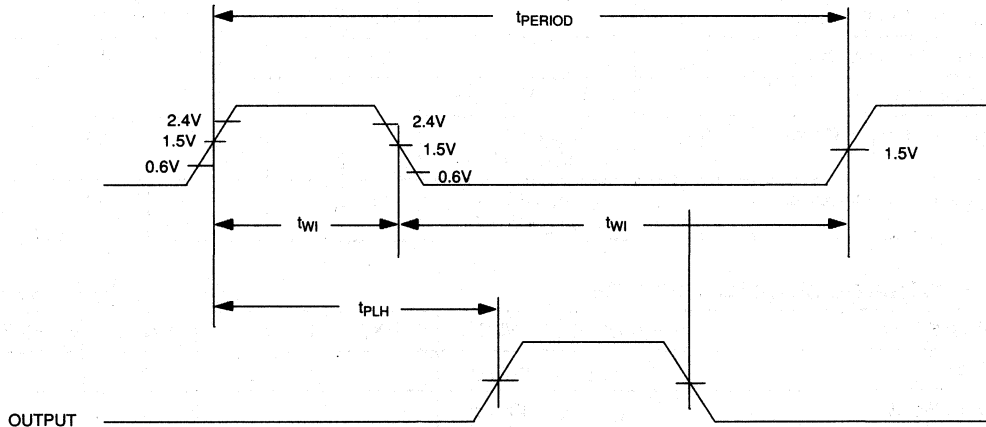 tPERIOD
2.4V
1.5V
0.6V
2.4V
1.5V
0.6V
1.5V
tWI
tWI
tPLH
OUTPUT